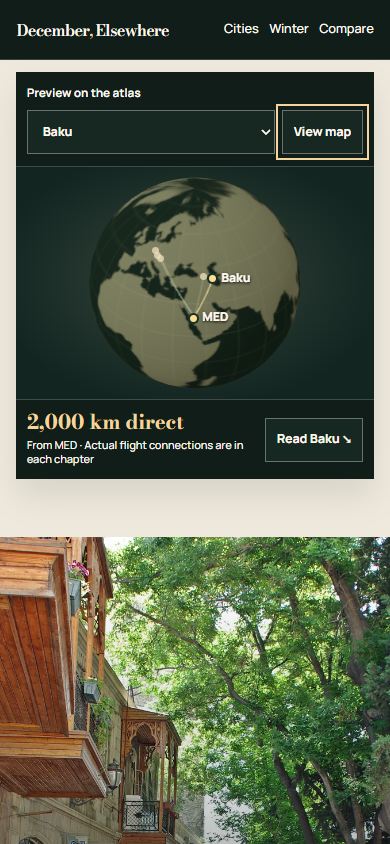 December, Elsewhere
Cities Winter Compare
Preview on the atlas
Baku
View map
Baku
MED
2,000 km direct
From MED · Actual flight connections are in
each chapter
Read Baku ↘